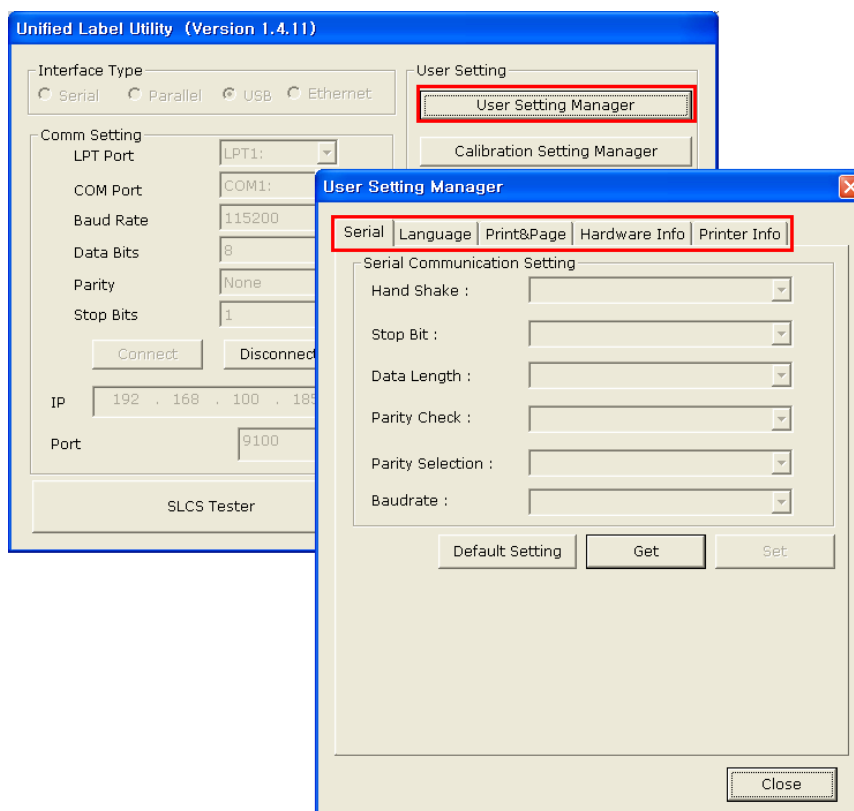 Unified Label Utility (Version 1.4.11)
Interface Type
Serial Parallel USB Ethernet
User Setting
User Setting Manager
Calibration Setting Manager
Comm Setting
LPT Port LPT1:
COM Port COM1:
Baud Rate 115200
Data Bits 8
Parity None
Stop Bits 1
Connect Disconnect
IP 192 . 168 . 100 . 185
Port 9100
SLCS Tester
User Setting Manager
Serial Language Print&Page Hardware Info Printer Info
Serial Communication Setting
Hand Shake :
Stop Bit :
Data Length :
Parity Check :
Parity Selection :
Baudrate :
Default Setting Get Set
Close